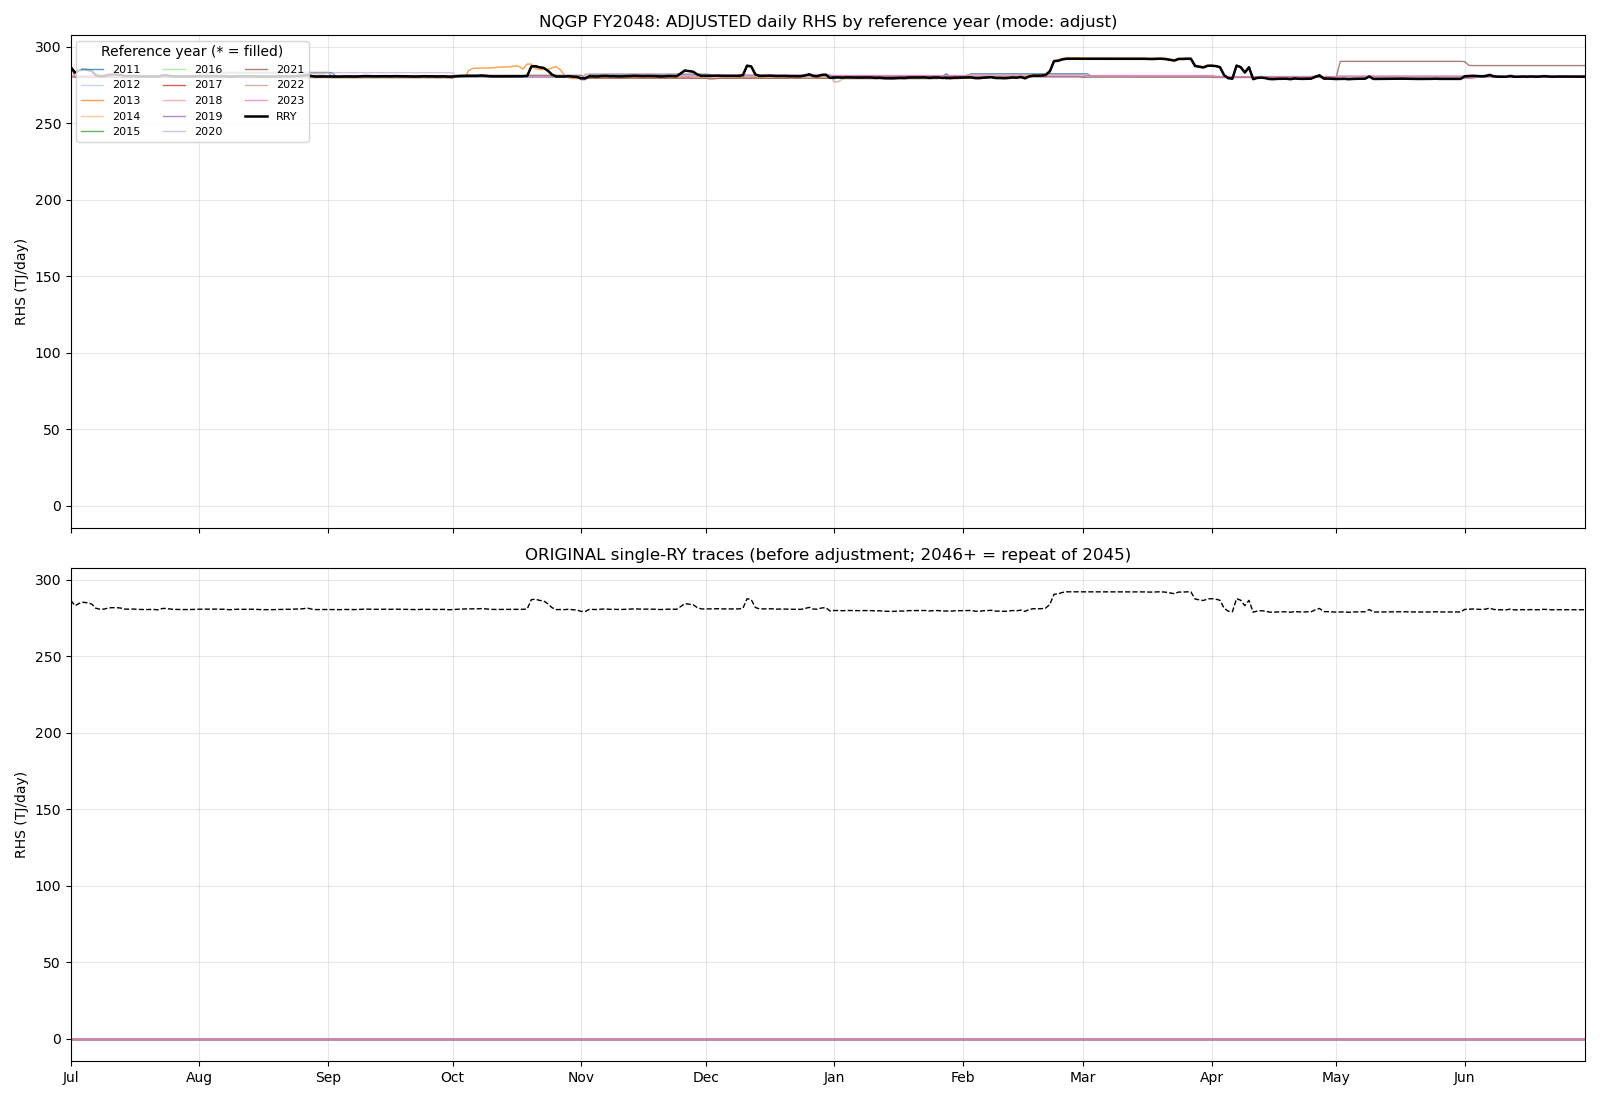 NQGP FY2048: ADJUSTED daily RHS by reference year (mode: adjust)
300
250
200
150
100
50
0
RHS (TJ/day)
Reference year (* = filled)
2011 2016 2021
2012 2017 2022
2013 2018 2023
2014 2019 RRY
2015 2020
ORIGINAL single-RY traces (before adjustment; 2046+ = repeat of 2045)
300
250
200
150
100
50
0
RHS (TJ/day)
Jul Aug Sep Oct Nov Dec Jan Feb Mar Apr May Jun